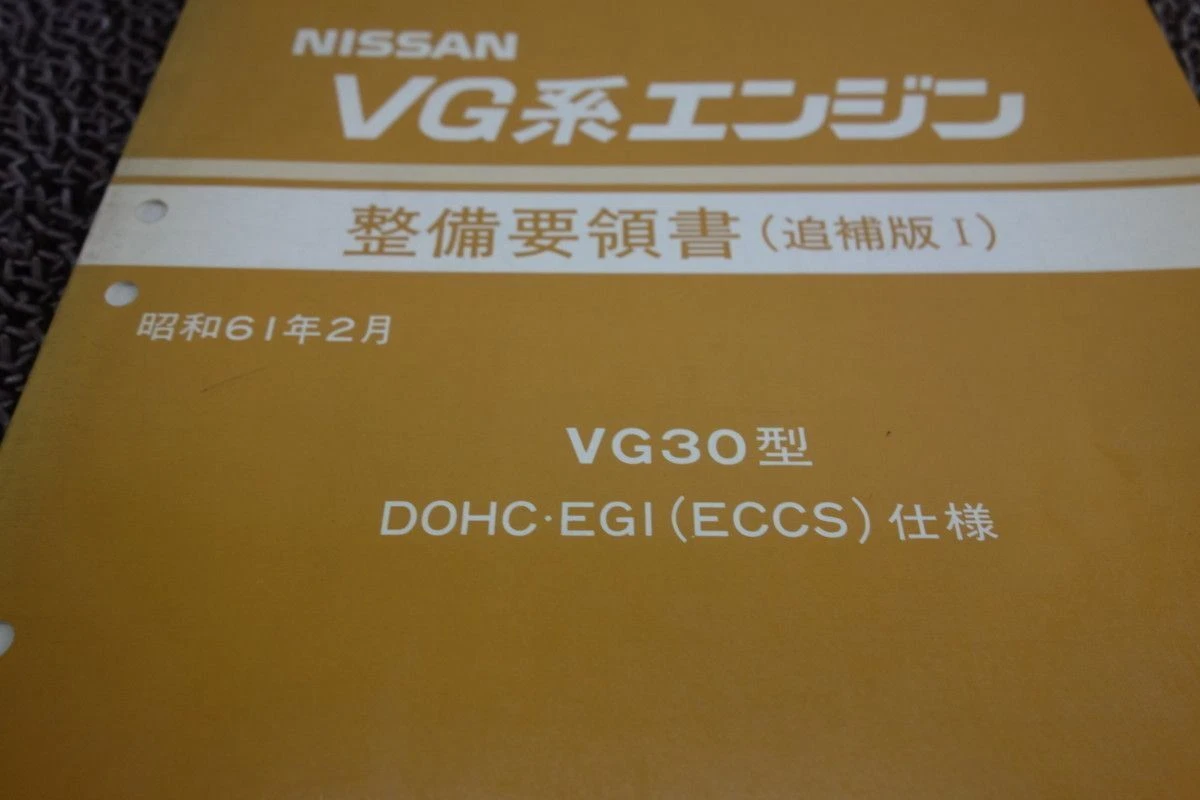 NISSAN
VG系エンジン
整備要領書(追補版I)
昭和61年2月
VG30型
DOHC·EGI(ECCS)仕様